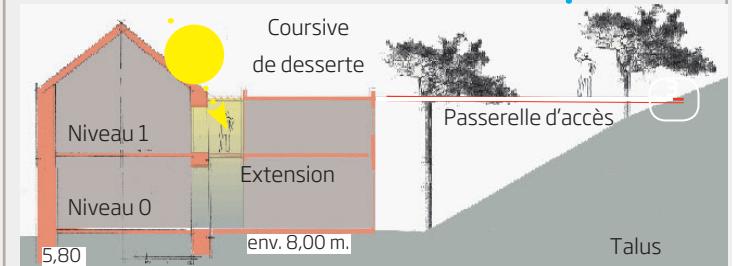 Coursive
de desserte
Passerelle d'accès
Niveau 1
Extension
Niveau 0
env. 8,00 m.
5,80
Talus